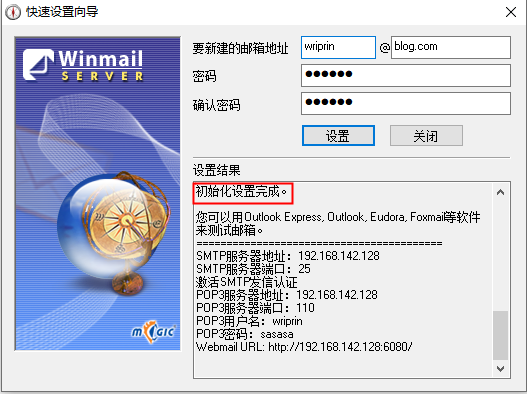 快速设置向导
Winmail
SERVER
要新建的邮箱地址 wriprin @ blog.com
密码 ●●●●●●
确认密码 ●●●●●●
设置 关闭
设置结果
初始化设置完成。
您可以用Outlook Express, Outlook, Eudora, Foxmail等软件
来测试邮箱。
=========================================
SMTP服务器地址：192.168.142.128
SMTP服务器端口：25
激活SMTP发信认证
POP3服务器地址：192.168.142.128
POP3服务器端口：110
POP3用户名：wriprin
POP3密码：sasasa
Webmail URL: http://192.168.142.128:6080/
magic